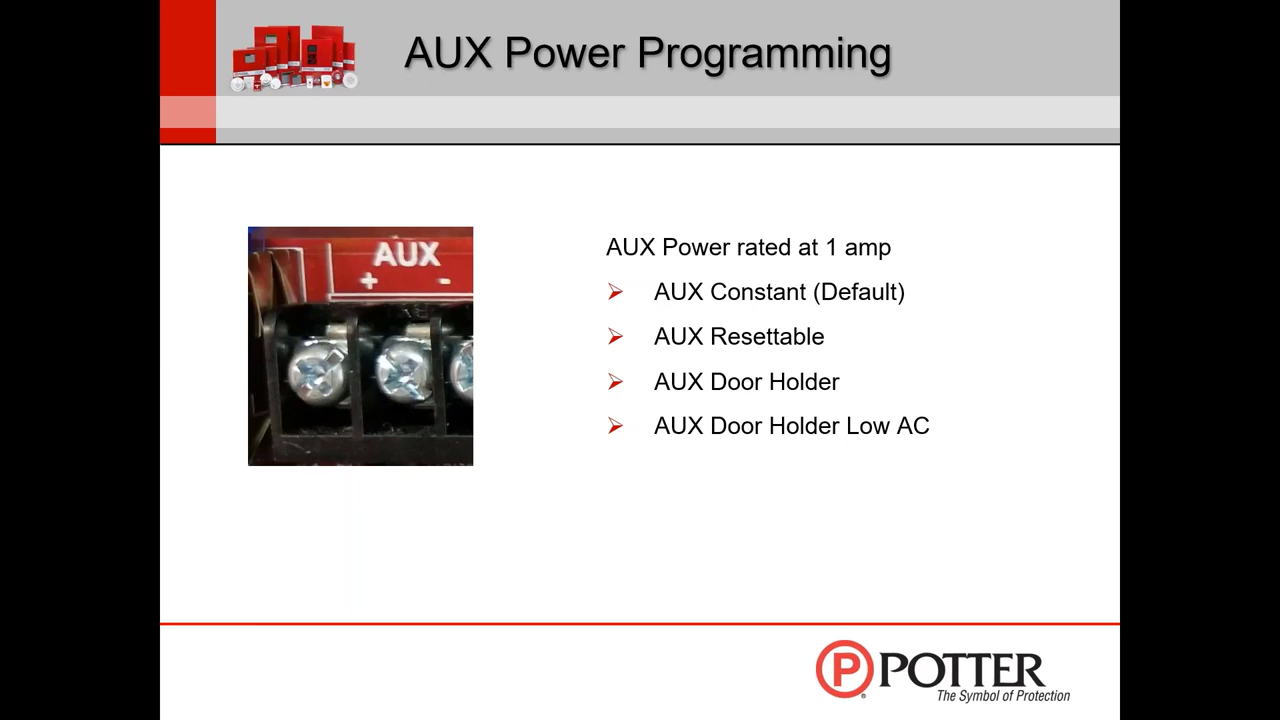 AUX Power Programming
AUX
+ -
AUX Power rated at 1 amp
AUX Constant (Default)
AUX Resettable
AUX Door Holder
AUX Door Holder Low AC
P POTTER
®
The Symbol of Protection